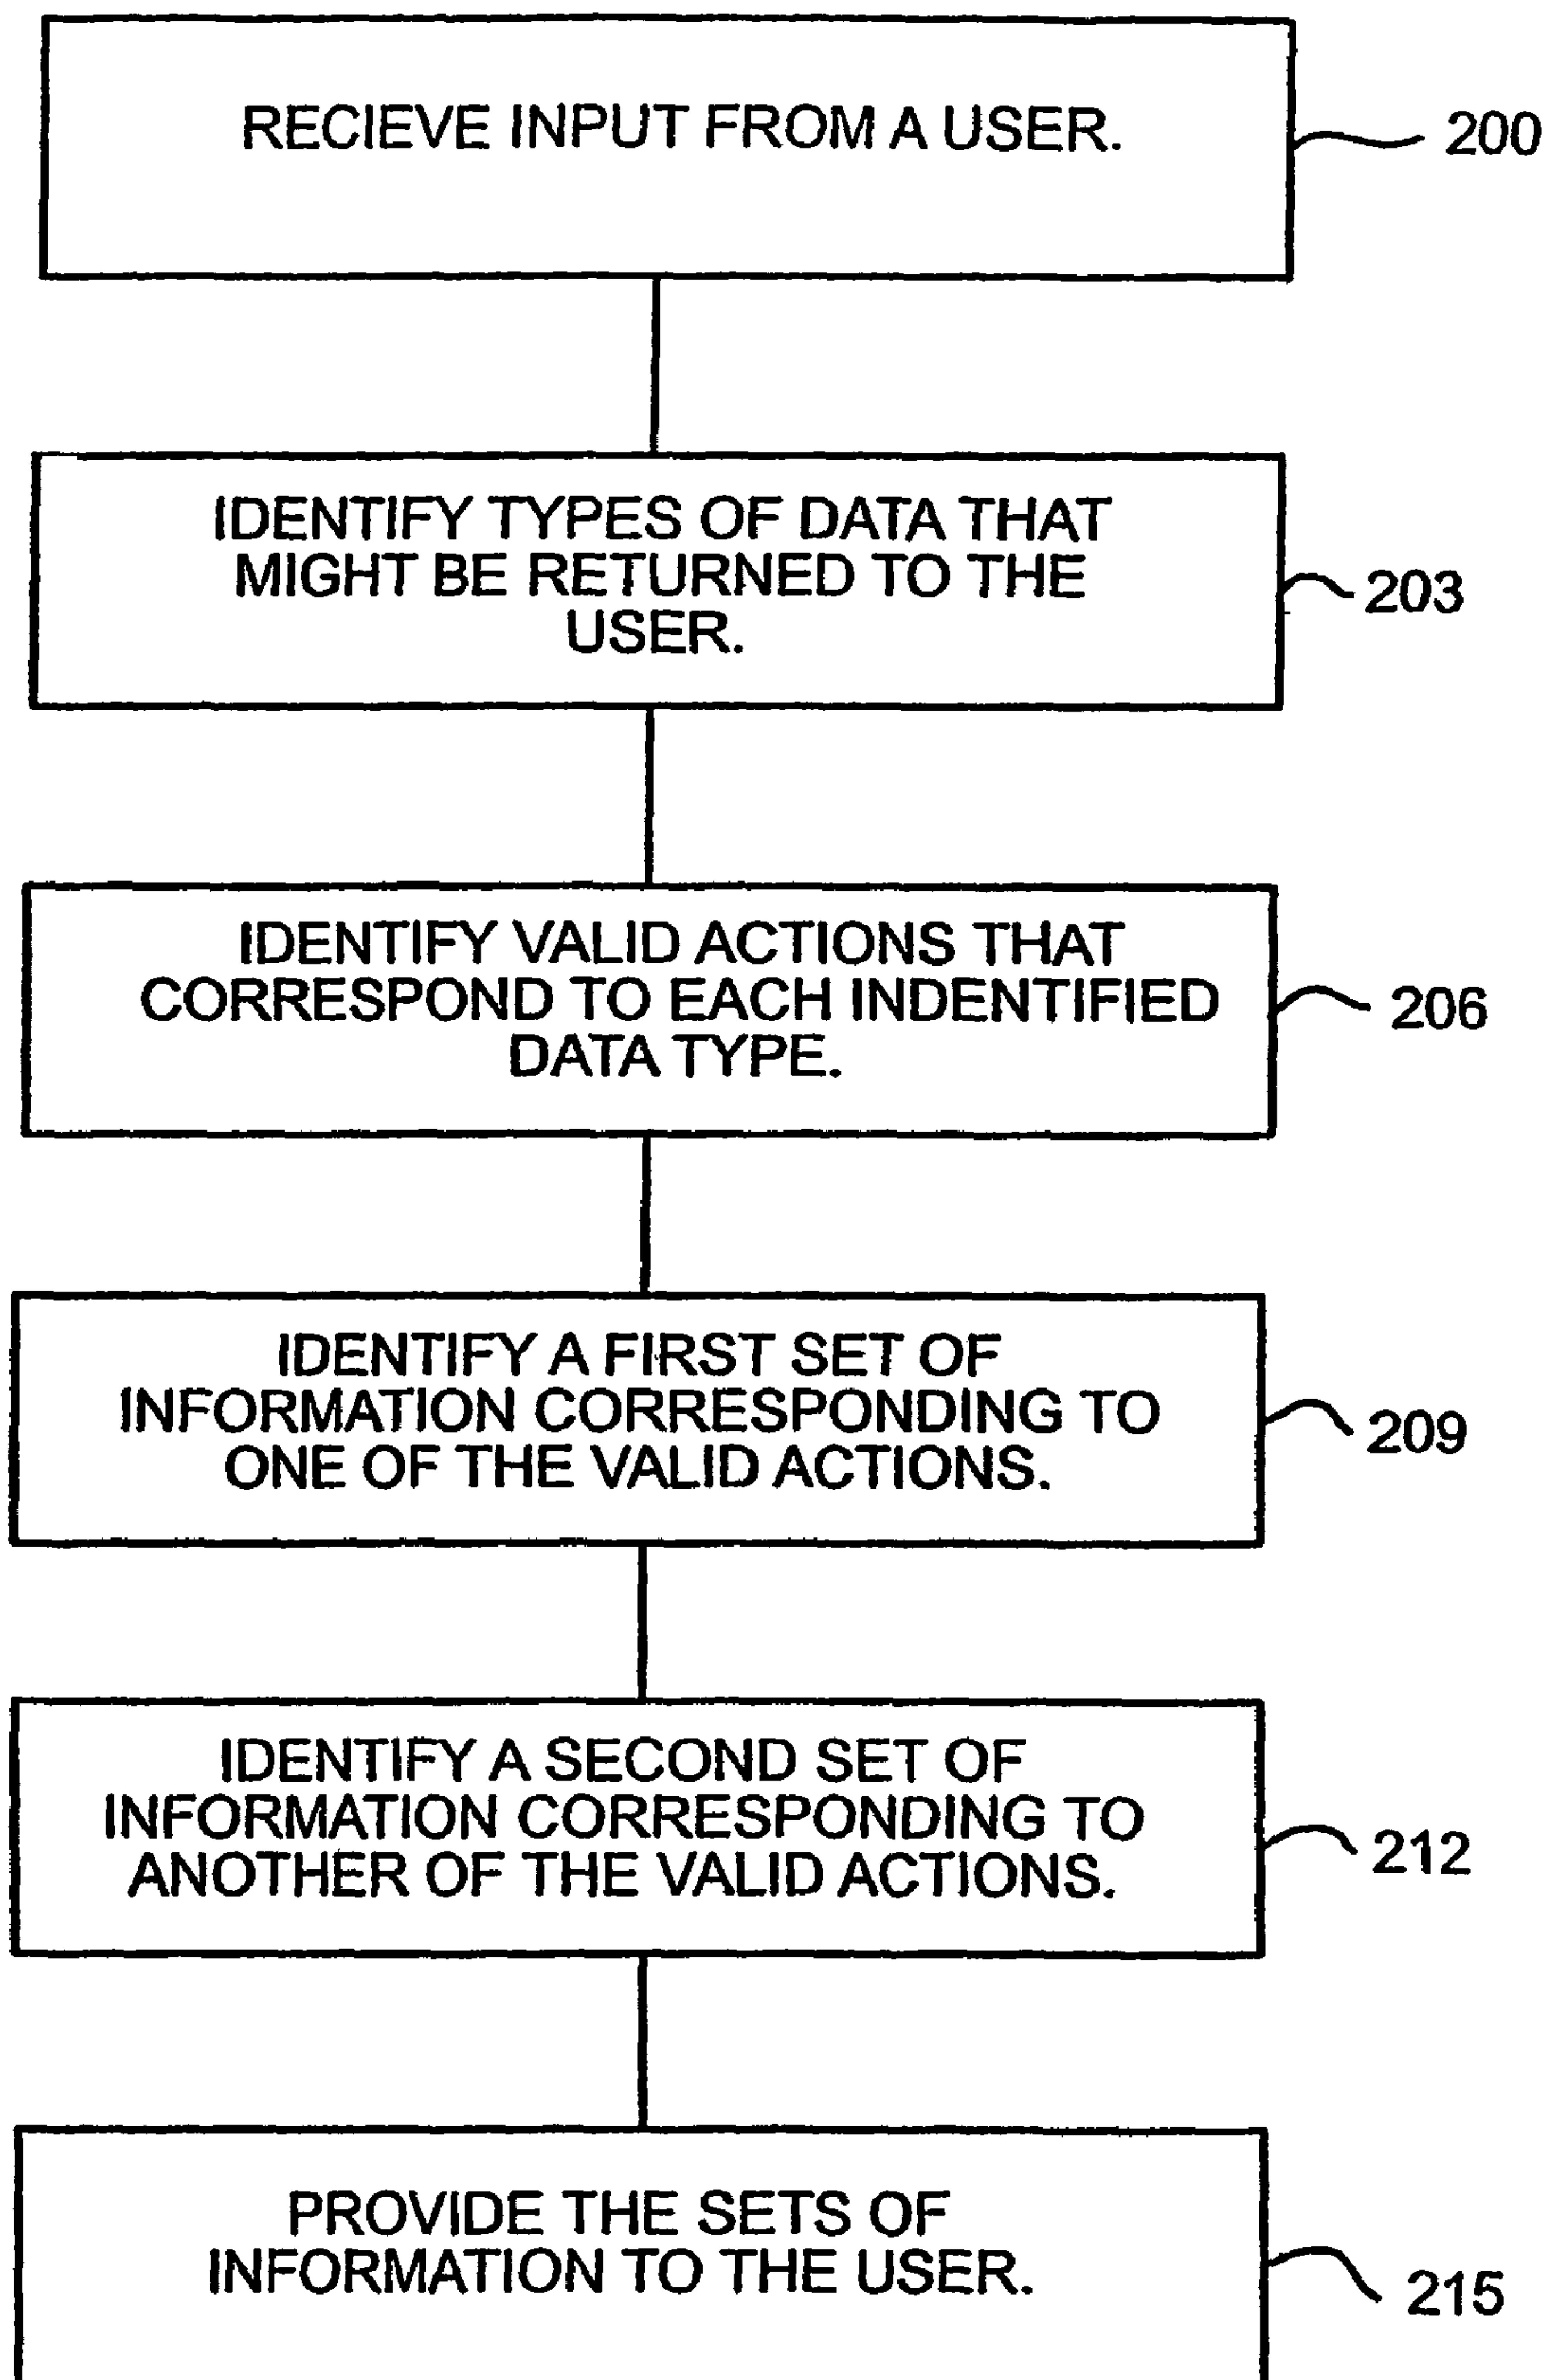 RECIEVE INPUT FROM A USER.
200
IDENTIFY TYPES OF DATA THAT
MIGHT BE RETURNED TO THE
USER.
203
IDENTIFY VALID ACTIONS THAT
CORRESPOND TO EACH INDENTIFIED
DATA TYPE.
206
IDENTIFY A FIRST SET OF
INFORMATION CORRESPONDING TO
ONE OF THE VALID ACTIONS.
209
IDENTIFY A SECOND SET OF
INFORMATION CORRESPONDING TO
ANOTHER OF THE VALID ACTIONS.
212
PROVIDE THE SETS OF
INFORMATION TO THE USER.
215